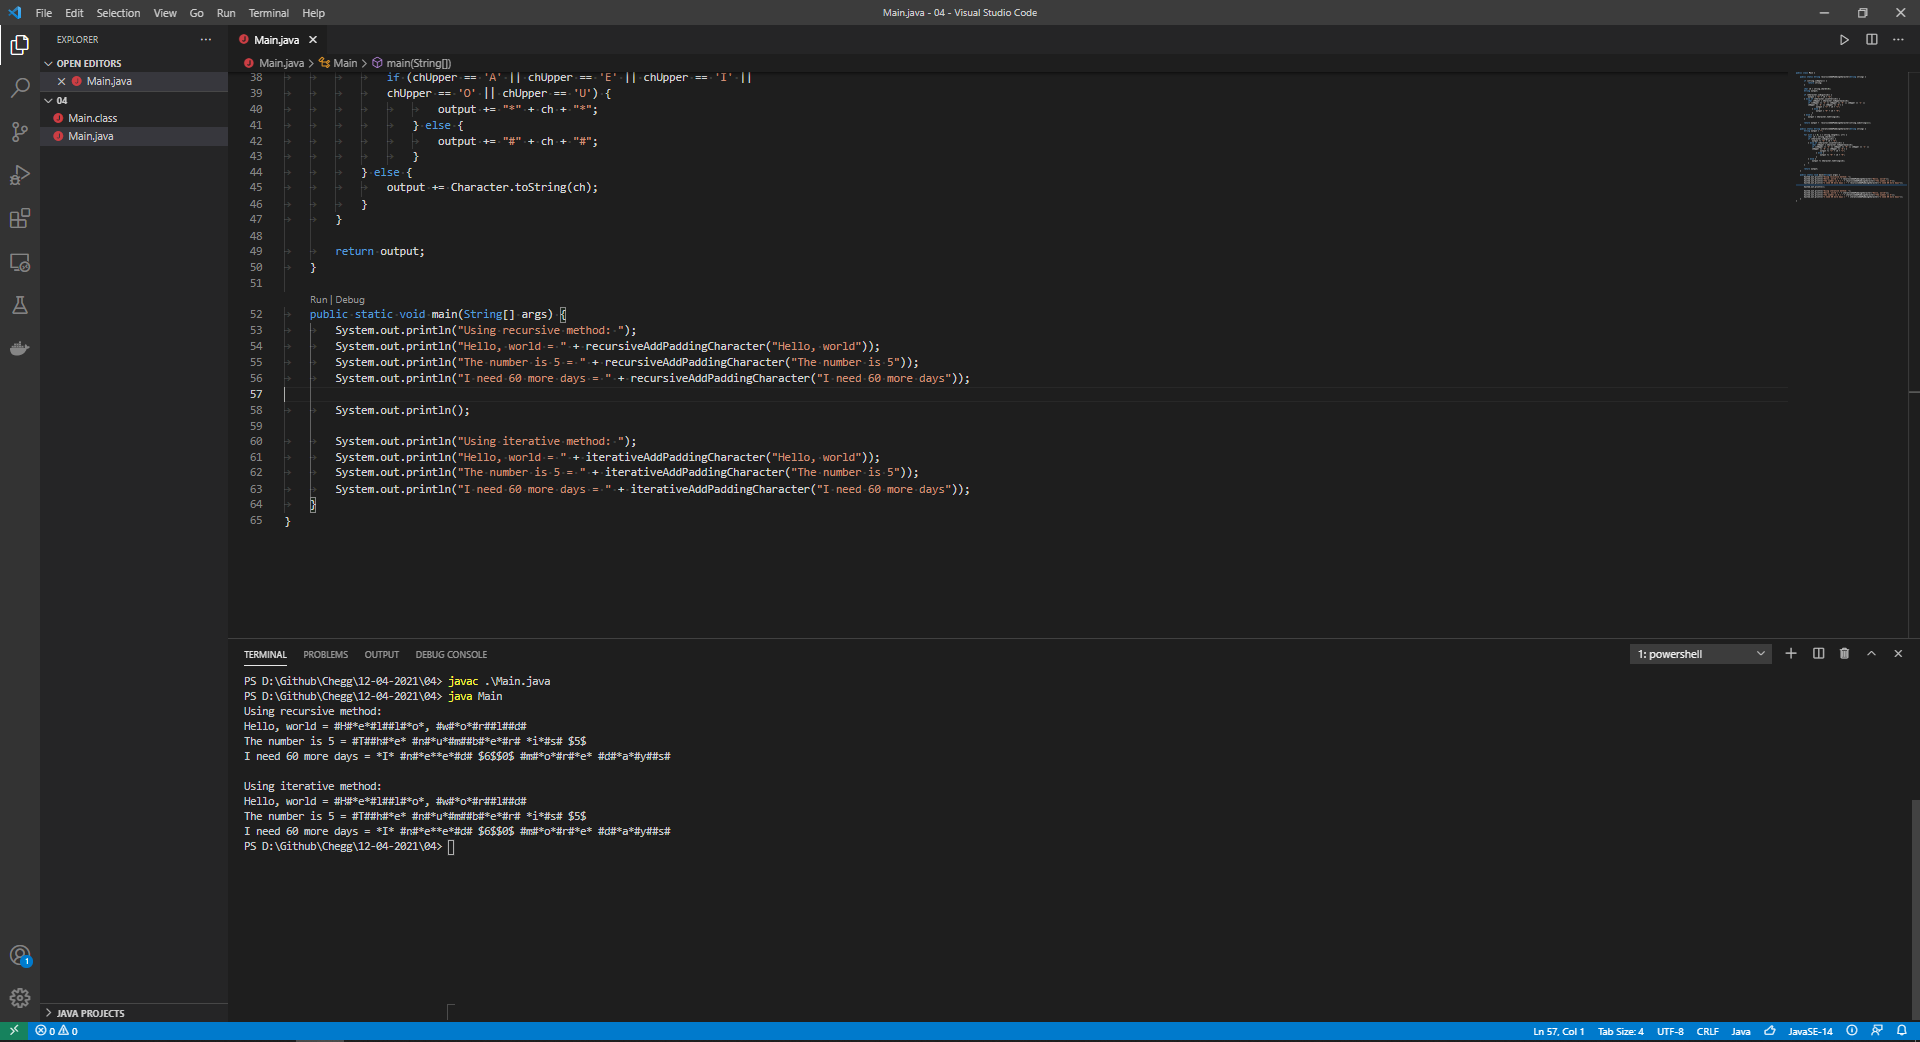 File Edit Selection View Go Run Terminal Help
Main.java - 04 - Visual Studio Code
EXPLORER
OPEN EDITORS
Main.java
04
Main.class
Main.java
JAVA PROJECTS
Main.java
Main.java > Main > main(String[])
38 if (chUpper == 'A' || chUpper == 'E' || chUpper == 'I' ||
39 chUpper == 'O' || chUpper == 'U') {
40 output += "*" + ch + "*";
41 } else {
42 output += "#" + ch + "#";
43 }
44 } else {
45 output += Character.toString(ch);
46 }
47 }
48
49 return output;
50 }
51
Run | Debug
52 public static void main(String[] args) {
53 System.out.println("Using recursive method: ");
54 System.out.println("Hello, world = " + recursiveAddPaddingCharacter("Hello, world"));
55 System.out.println("The number is 5 = " + recursiveAddPaddingCharacter("The number is 5"));
56 System.out.println("I need 60 more days = " + recursiveAddPaddingCharacter("I need 60 more days"));
57
58 System.out.println();
59
60 System.out.println("Using iterative method: ");
61 System.out.println("Hello, world = " + iterativeAddPaddingCharacter("Hello, world"));
62 System.out.println("The number is 5 = " + iterativeAddPaddingCharacter("The number is 5"));
63 System.out.println("I need 60 more days = " + iterativeAddPaddingCharacter("I need 60 more days"));
64 }
65 }
TERMINAL PROBLEMS OUTPUT DEBUG CONSOLE
1: powershell
PS D:\Github\Chegg\12-04-2021\04> javac .\Main.java
PS D:\Github\Chegg\12-04-2021\04> java Main
Using recursive method:
Hello, world = #H#*e*#l##l#*o*, #w#*o*#r##l##d#
The number is 5 = #T##h#*e* #n#*u*#m##b#*e*#r# *i*#s# $5$
I need 60 more days = *I* #n#*e**e*#d# $6$$0$ #m#*o*#r#*e* #d#*a*#y##s#

Using iterative method:
Hello, world = #H#*e*#l##l#*o*, #w#*o*#r##l##d#
The number is 5 = #T##h#*e* #n#*u*#m##b#*e*#r# *i*#s# $5$
I need 60 more days = *I* #n#*e**e*#d# $6$$0$ #m#*o*#r#*e* #d#*a*#y##s#
PS D:\Github\Chegg\12-04-2021\04>
1
0 0
Ln 57, Col 1 Tab Size: 4 UTF-8 CRLF Java JavaSE-14